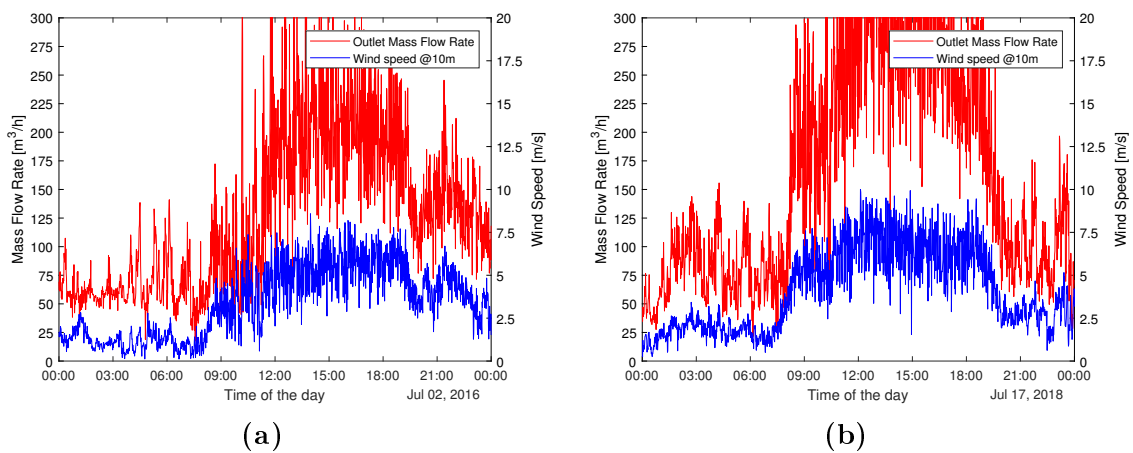 300
275
250
225
200
175
150
125
100
75
50
25
0
Mass Flow Rate [m³/h]
Outlet Mass Flow Rate
Wind speed @10m
20
17.5
15
12.5
10
7.5
5
2.5
0
Wind Speed [m/s]
00:00 03:00 06:00 09:00 12:00 15:00 18:00 21:00 00:00
Time of the day
Jul 02, 2016
(a)
300
275
250
225
200
175
150
125
100
75
50
25
0
Mass Flow Rate [m³/h]
Outlet Mass Flow Rate
Wind speed @10m
20
17.5
15
12.5
10
7.5
5
2.5
0
Wind Speed [m/s]
00:00 03:00 06:00 09:00 12:00 15:00 18:00 21:00 00:00
Time of the day
Jul 17, 2018
(b)